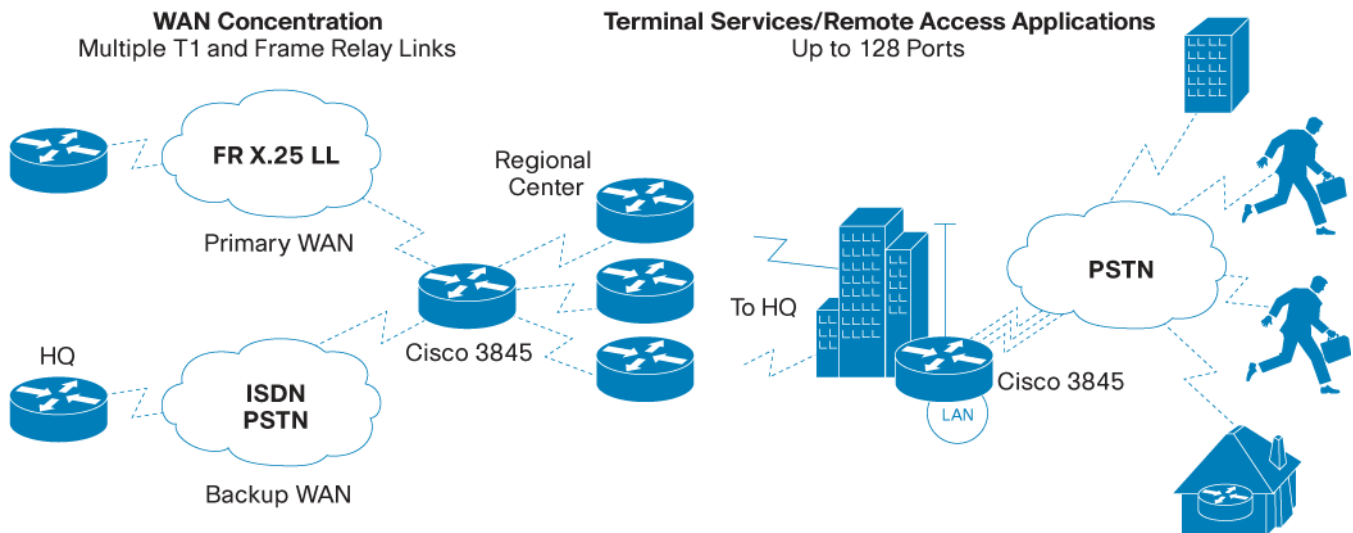 WAN Concentration
Multiple T1 and Frame Relay Links
FR X.25 LL
Primary WAN
Regional
Center
Cisco 3845
HQ
ISDN
PSTN
Backup WAN
Terminal Services/Remote Access Applications
Up to 128 Ports
To HQ
PSTN
Cisco 3845
LAN